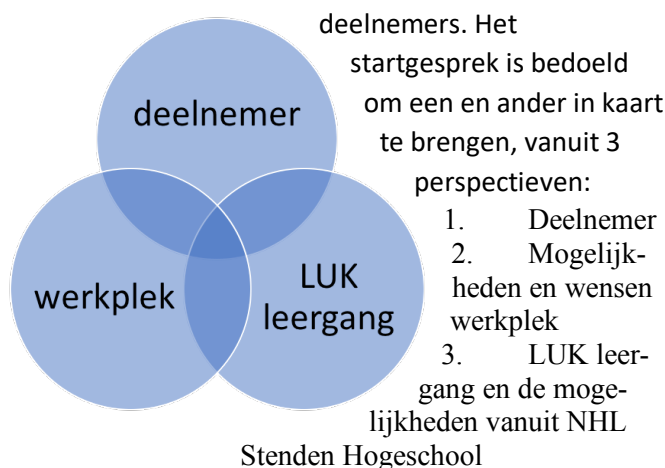 deelnemers. Het
startgesprek is bedoeld
om een en ander in kaart
te brengen, vanuit 3
perspectieven:
1. Deelnemer
2. Mogelijk-
heden en wensen
werkplek
3. LUK leer-
gang en de moge-
lijkheden vanuit NHL
Stenden Hogeschool
deelnemer
werkplek
LUK
leergang